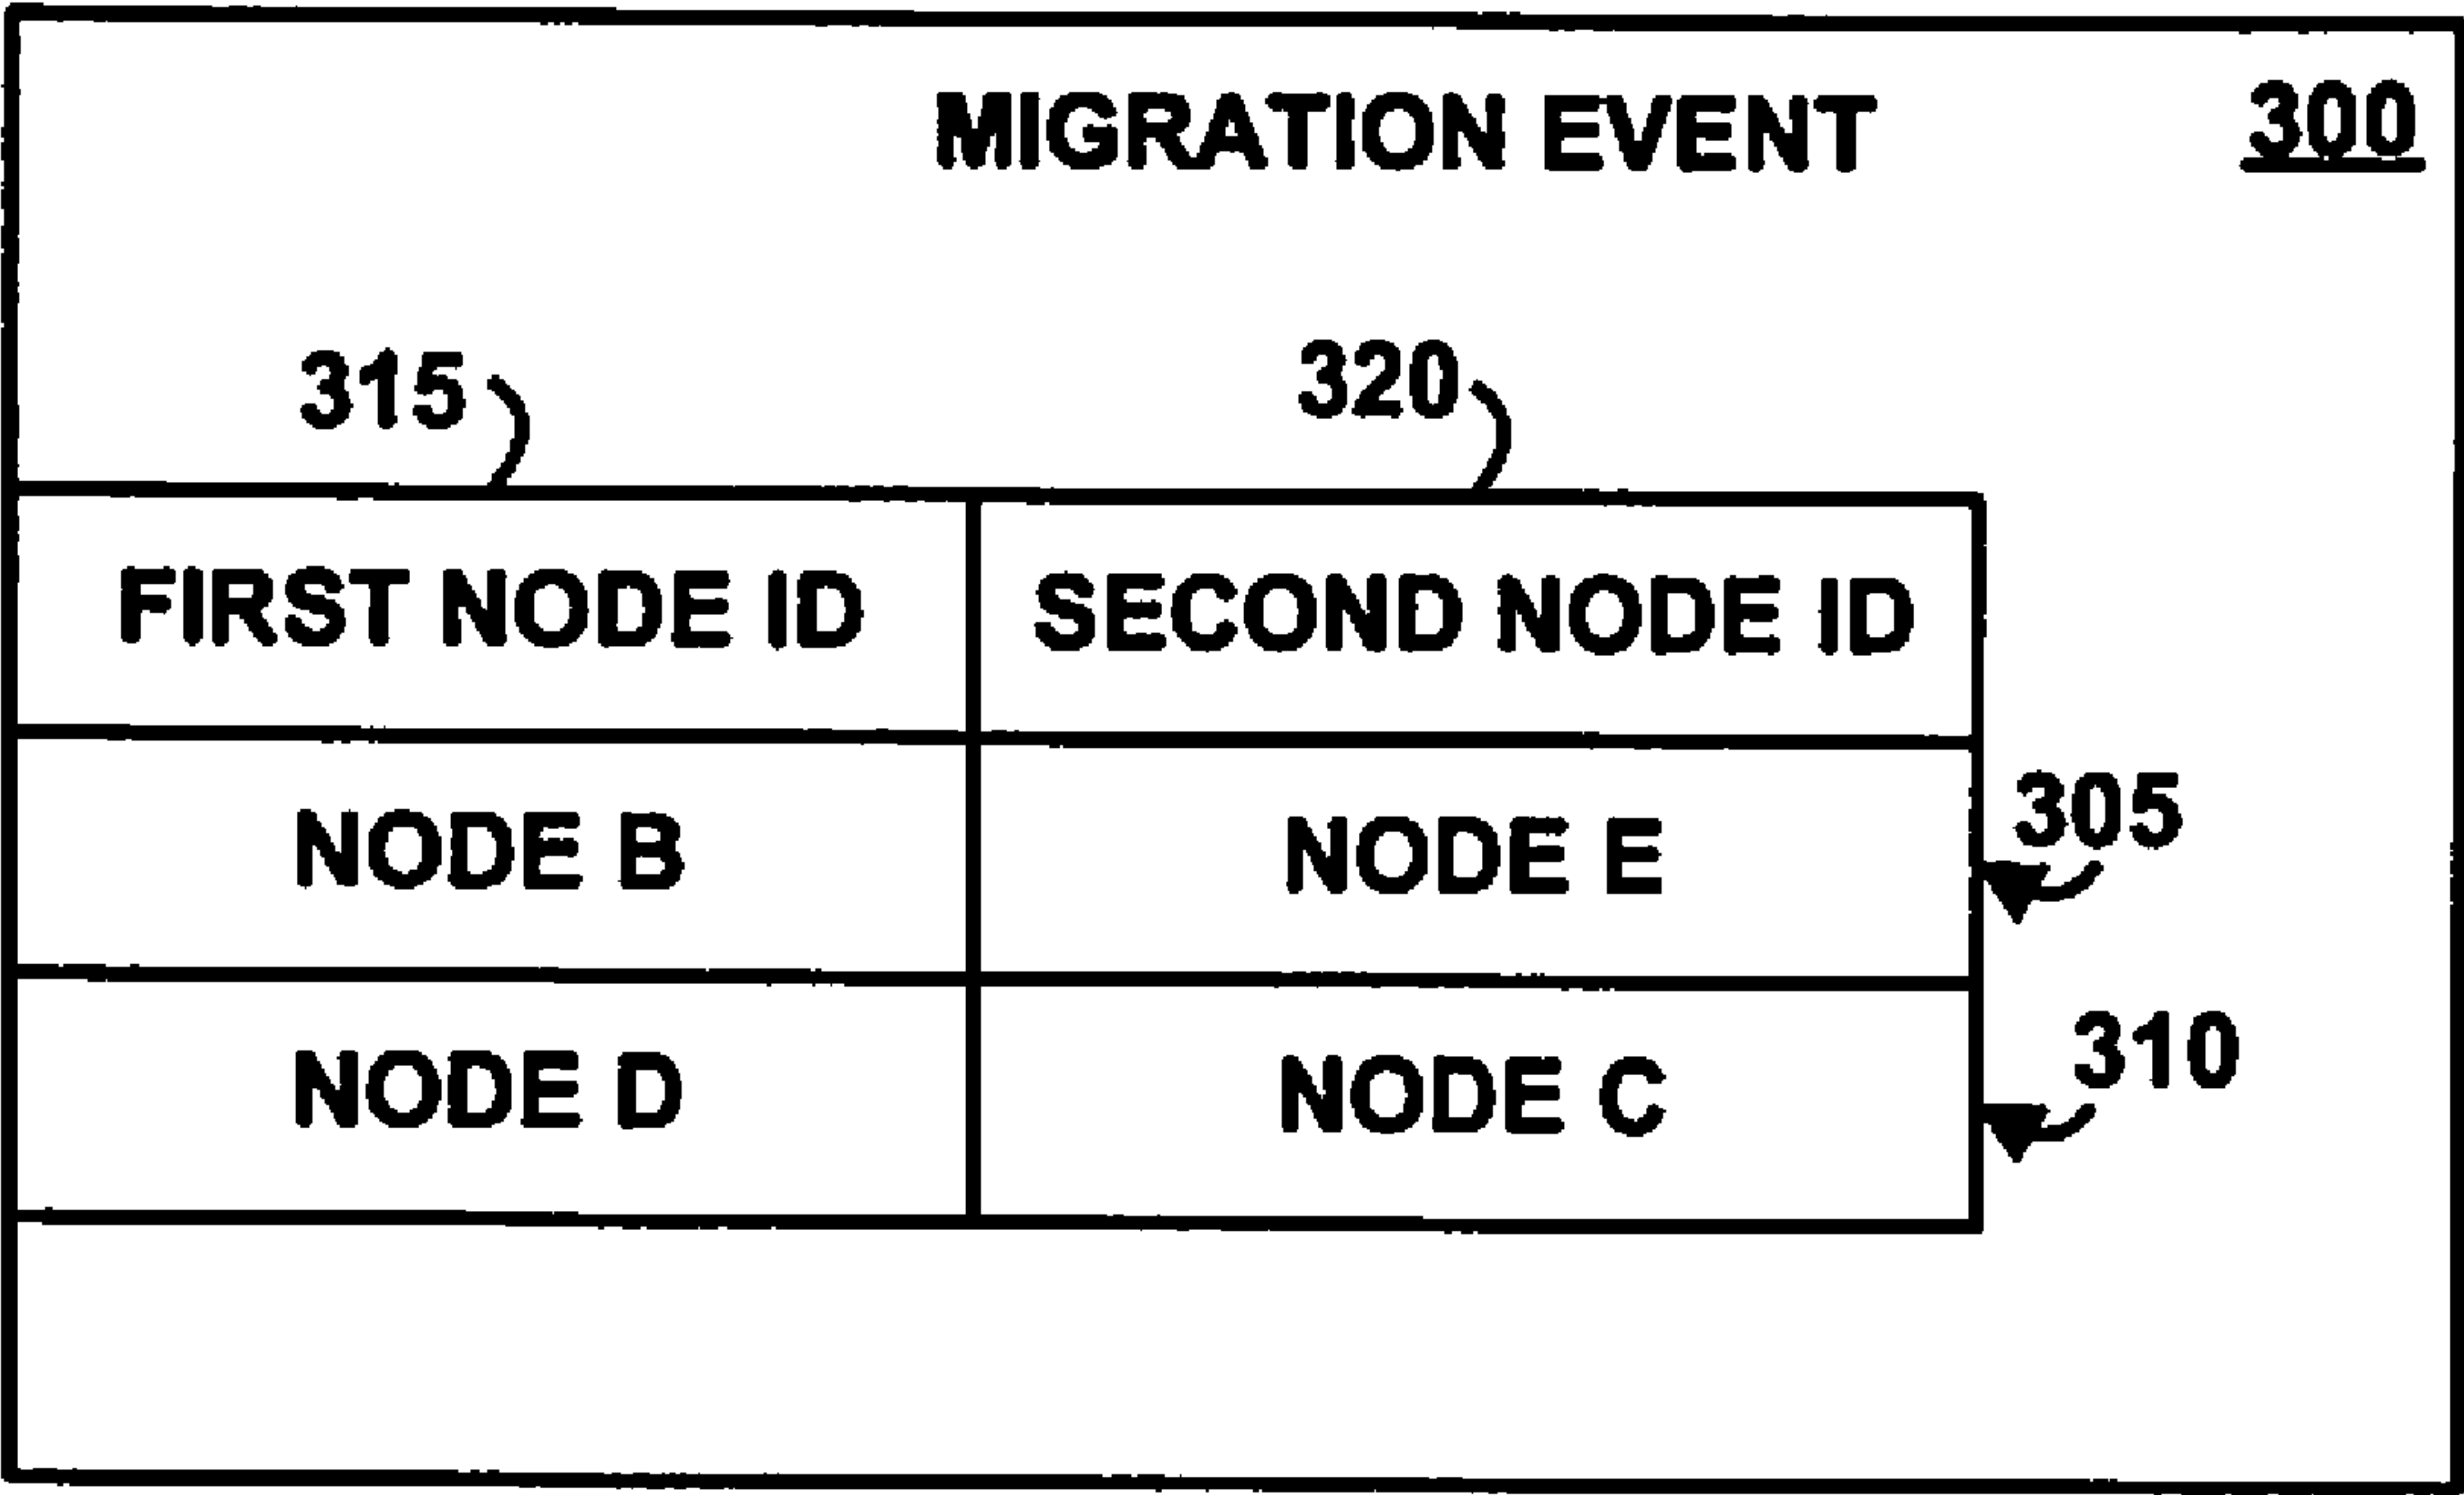 MIGRATION EVENT 300
315 320
FIRST NODE ID SECOND NODE ID
NODE B NODE E 305
NODE D NODE C 310